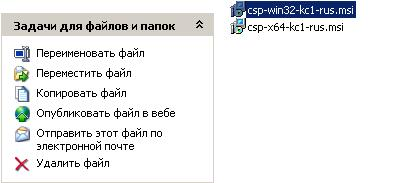 Задачи для файлов и папок
Переименовать файл
Переместить файл
Копировать файл
Опубликовать файл в вебе
Отправить этот файл по
электронной почте
Удалить файл
csp-win32-kc1-rus.msi
csp-x64-kc1-rus.msi